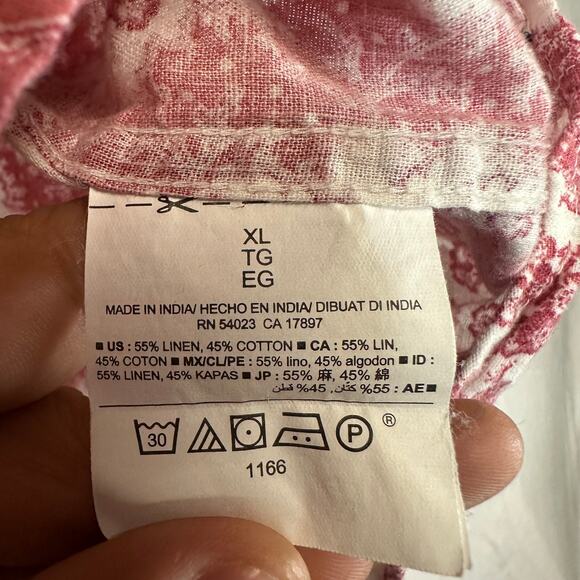 XL
TG
EG
MADE IN INDIA/ HECHO EN INDIA/ DIBUAT DI INDIA
RN 54023 CA 17897
■ US : 55% LINEN, 45% COTTON ■ CA : 55% LIN,
45% COTON ■ MX/CL/PE : 55% lino, 45% algodon ■ ID :
55% LINEN, 45% KAPAS ■ JP : 55% 麻, 45% 綿
■ AE : 55% كتان, 45% قطن
30 P ®
1166